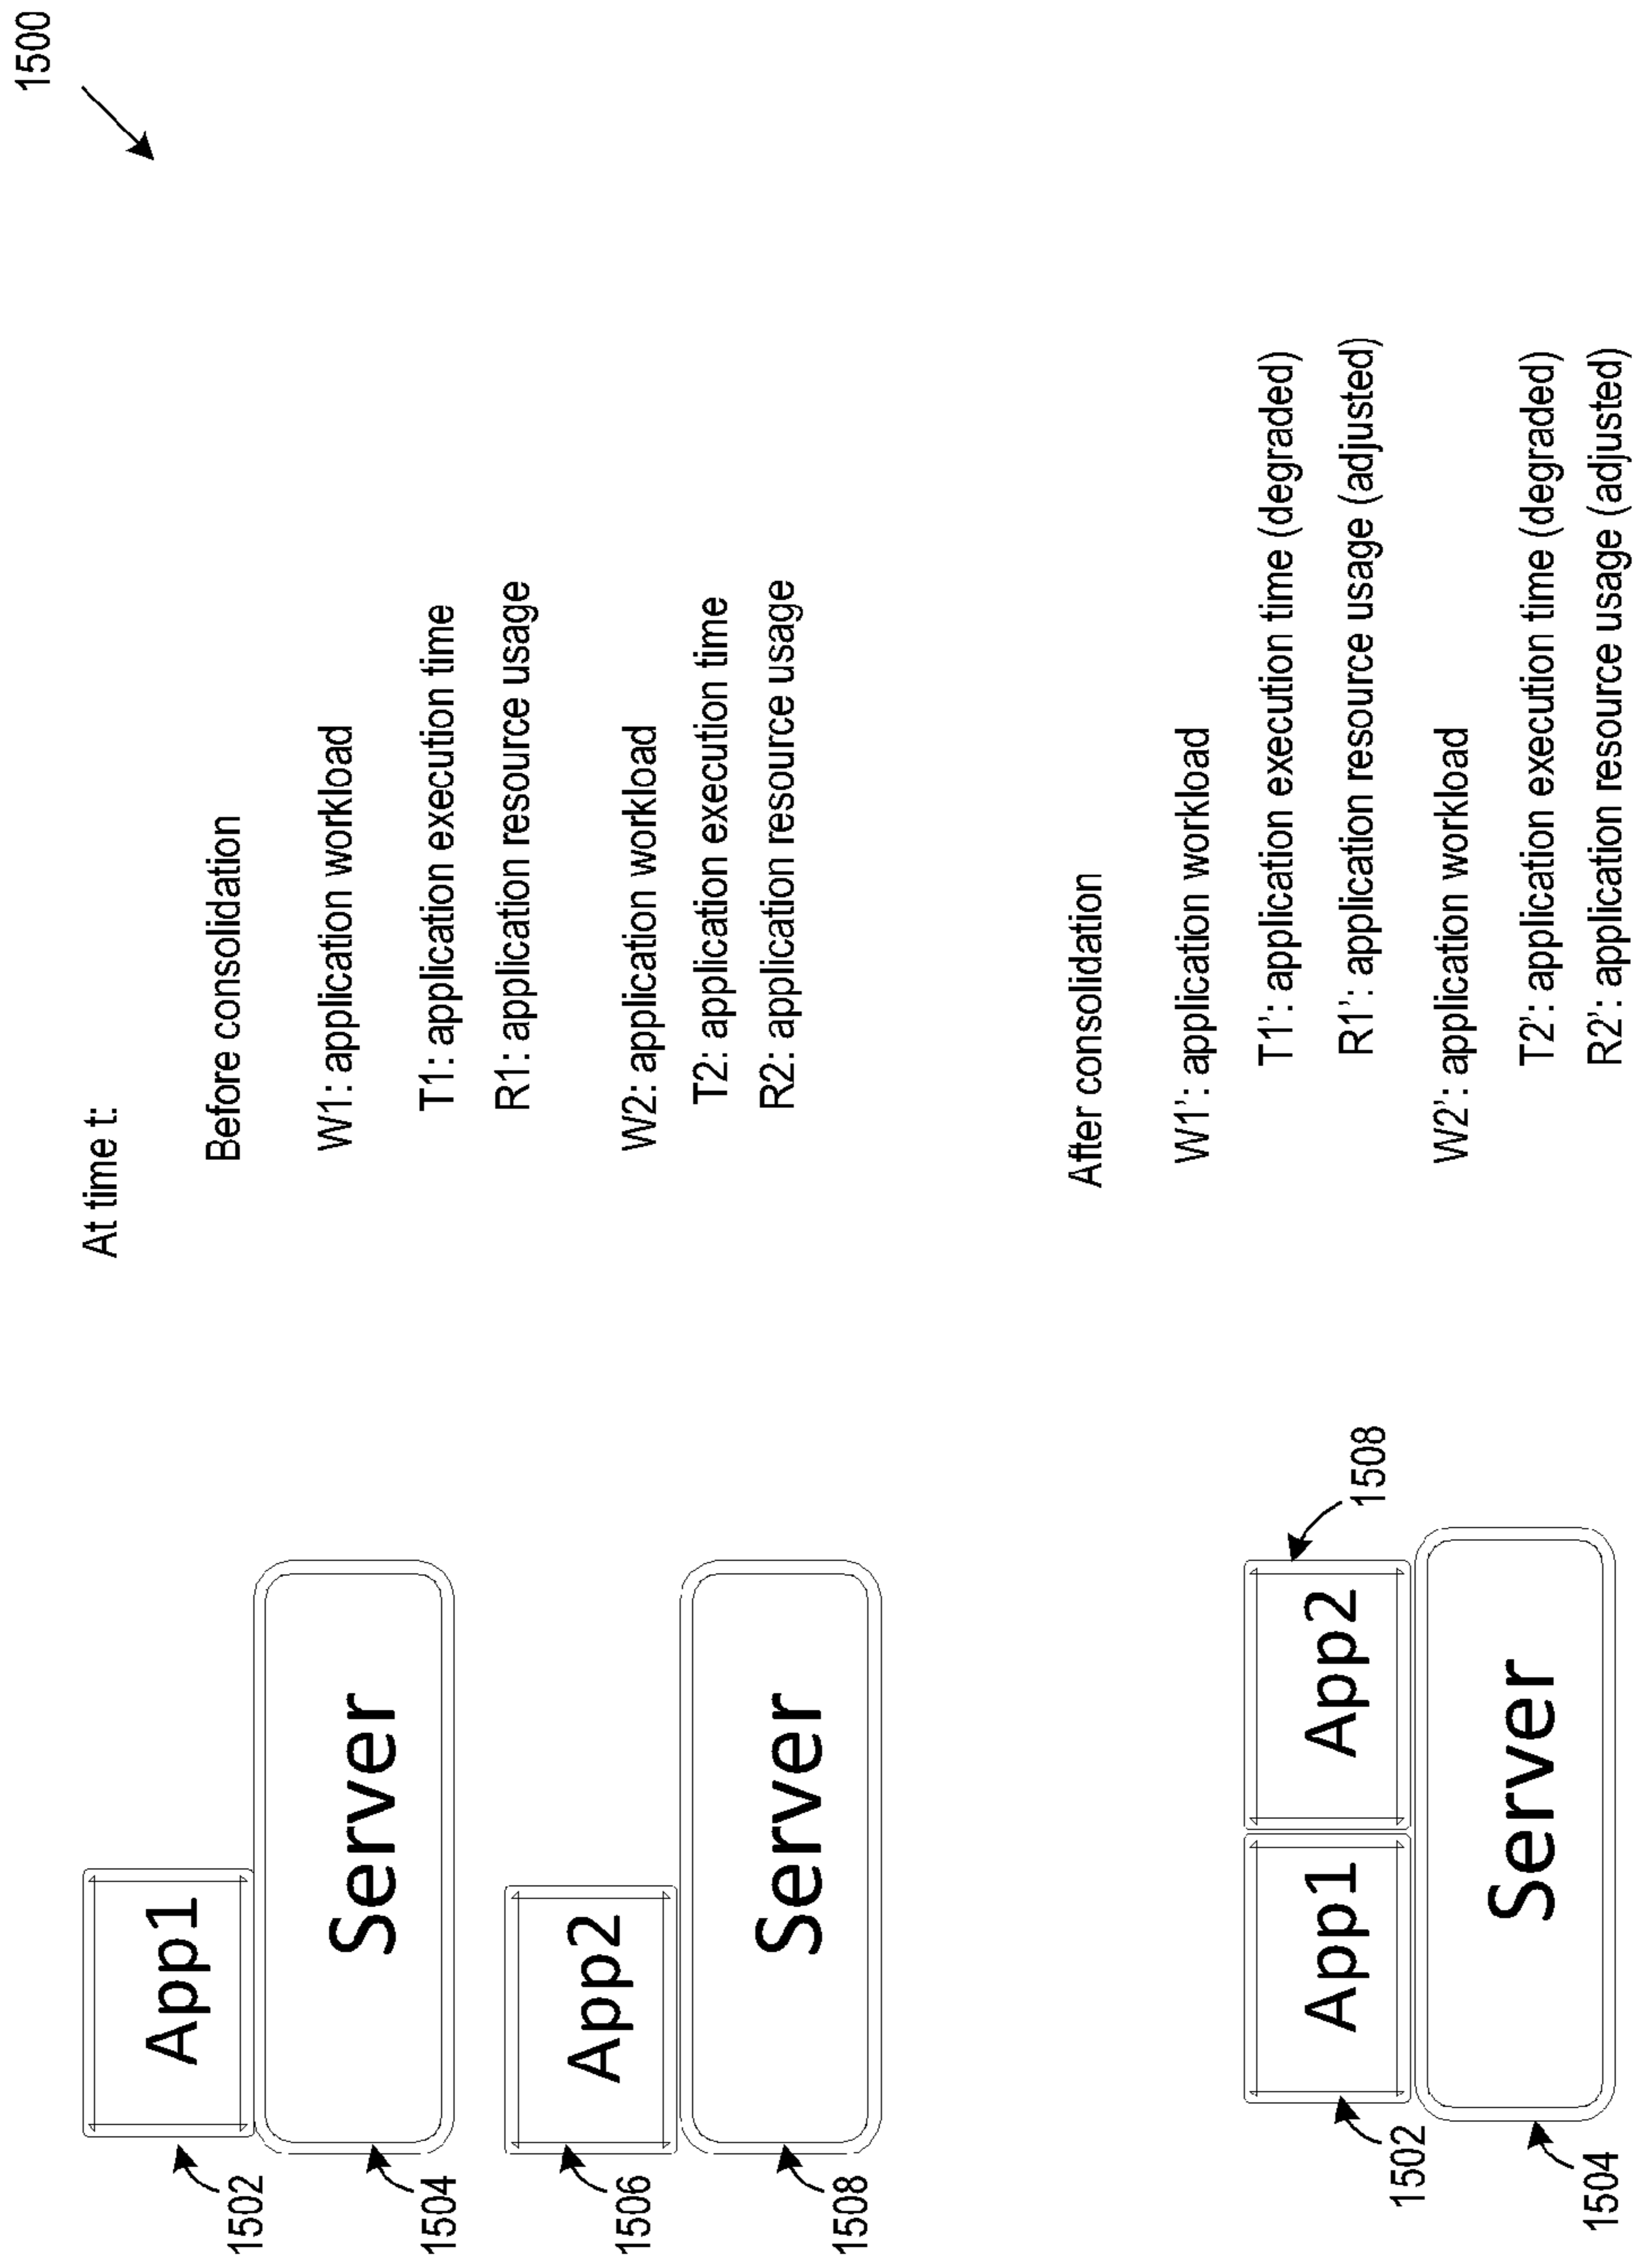 1500
At time t:
Before consolidation
App1
1502
Server
1504
W1: application workload
T1: application execution time
R1: application resource usage
App2
1506
Server
1508
W2: application workload
T2: application execution time
R2: application resource usage
After consolidation
App1
1502
App2
1508
Server
1504
W1’: application workload
T1’: application execution time (degraded)
R1’: application resource usage (adjusted)
W2’: application workload
T2’: application execution time (degraded)
R2’: application resource usage (adjusted)